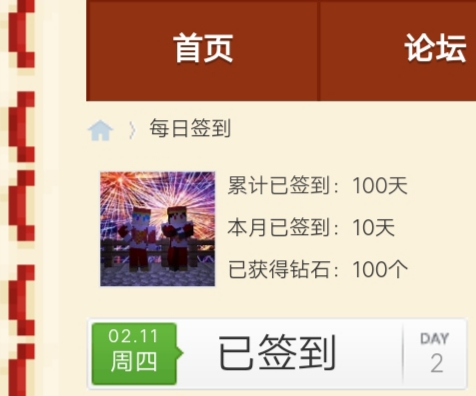 首页 论坛
每日签到
累计已签到：100天
本月已签到：10天
已获得钻石：100个
02.11
周四
已签到
DAY
2